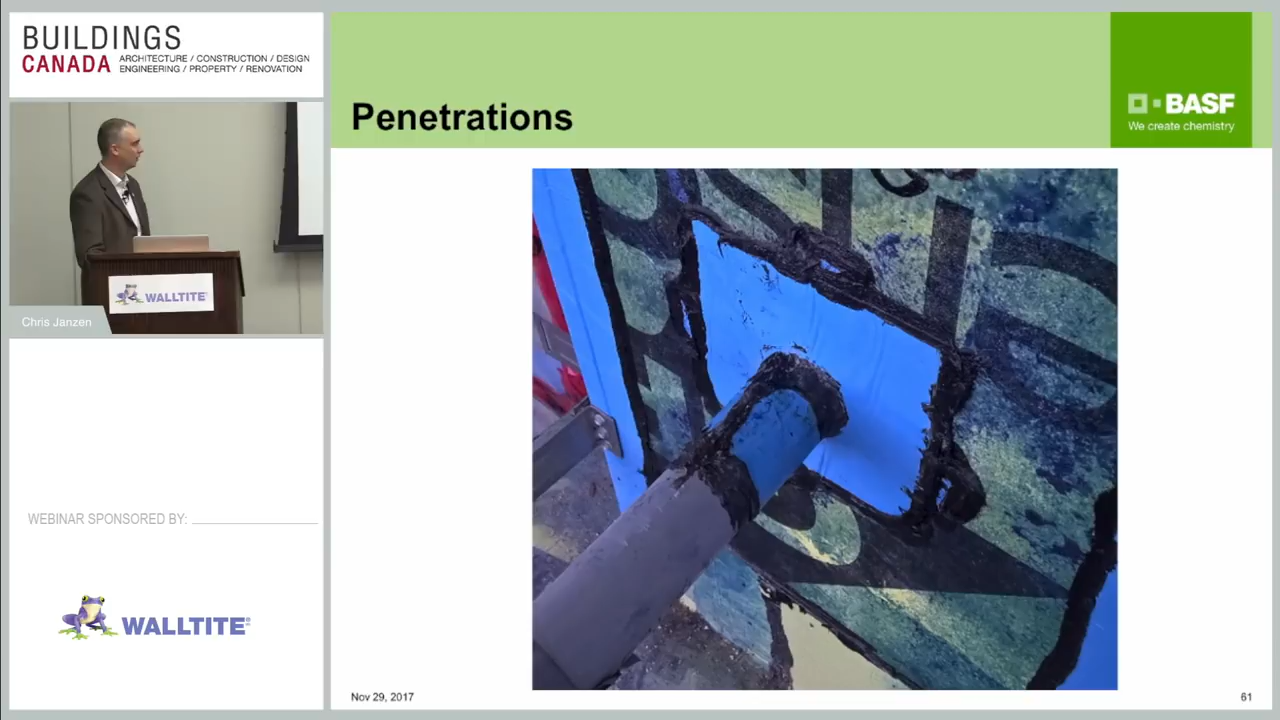 BUILDINGS
CANADA ARCHITECTURE / CONSTRUCTION / DESIGN
ENGINEERING / PROPERTY / RENOVATION
WALLTITE
Chris Janzen
WEBINAR SPONSORED BY:
WALLTITE®
Penetrations
BASF
We create chemistry
Nov 29, 2017
61